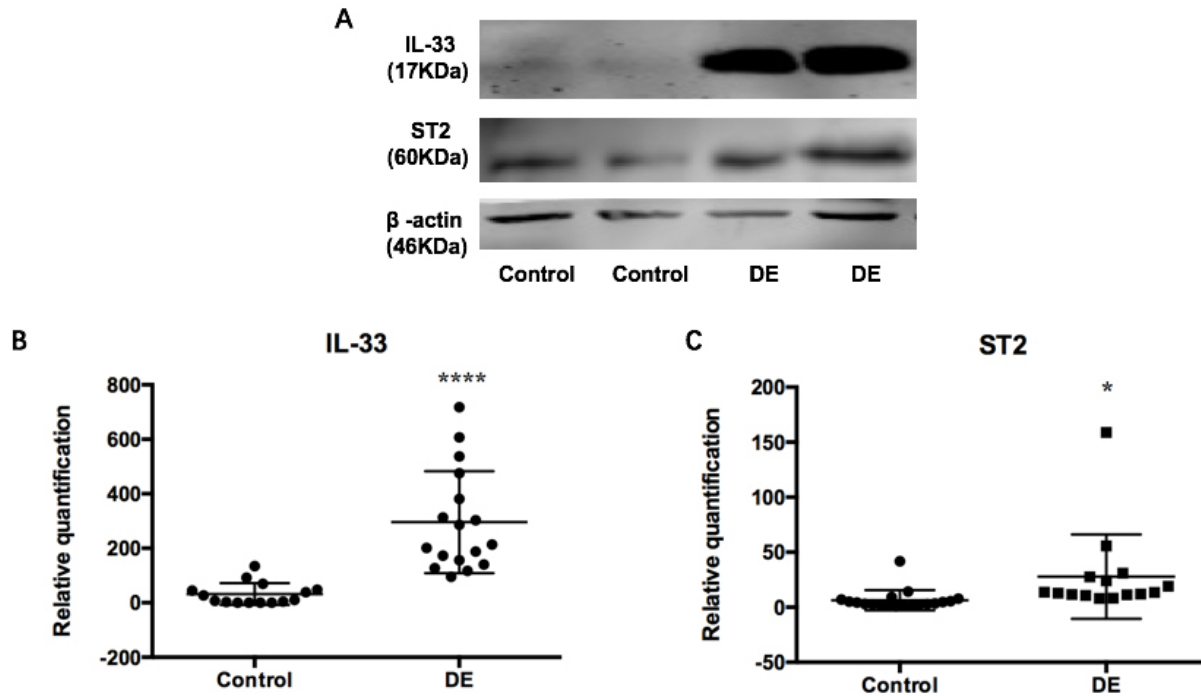 A
IL-33
(17KDa)
ST2
(60KDa)
β -actin
(46KDa)
Control Control DE DE
B
IL-33
****
Relative quantification
800
600
400
200
0
-200
Control DE
C
ST2
*
Relative quantification
200
150
100
50
0
-50
Control DE